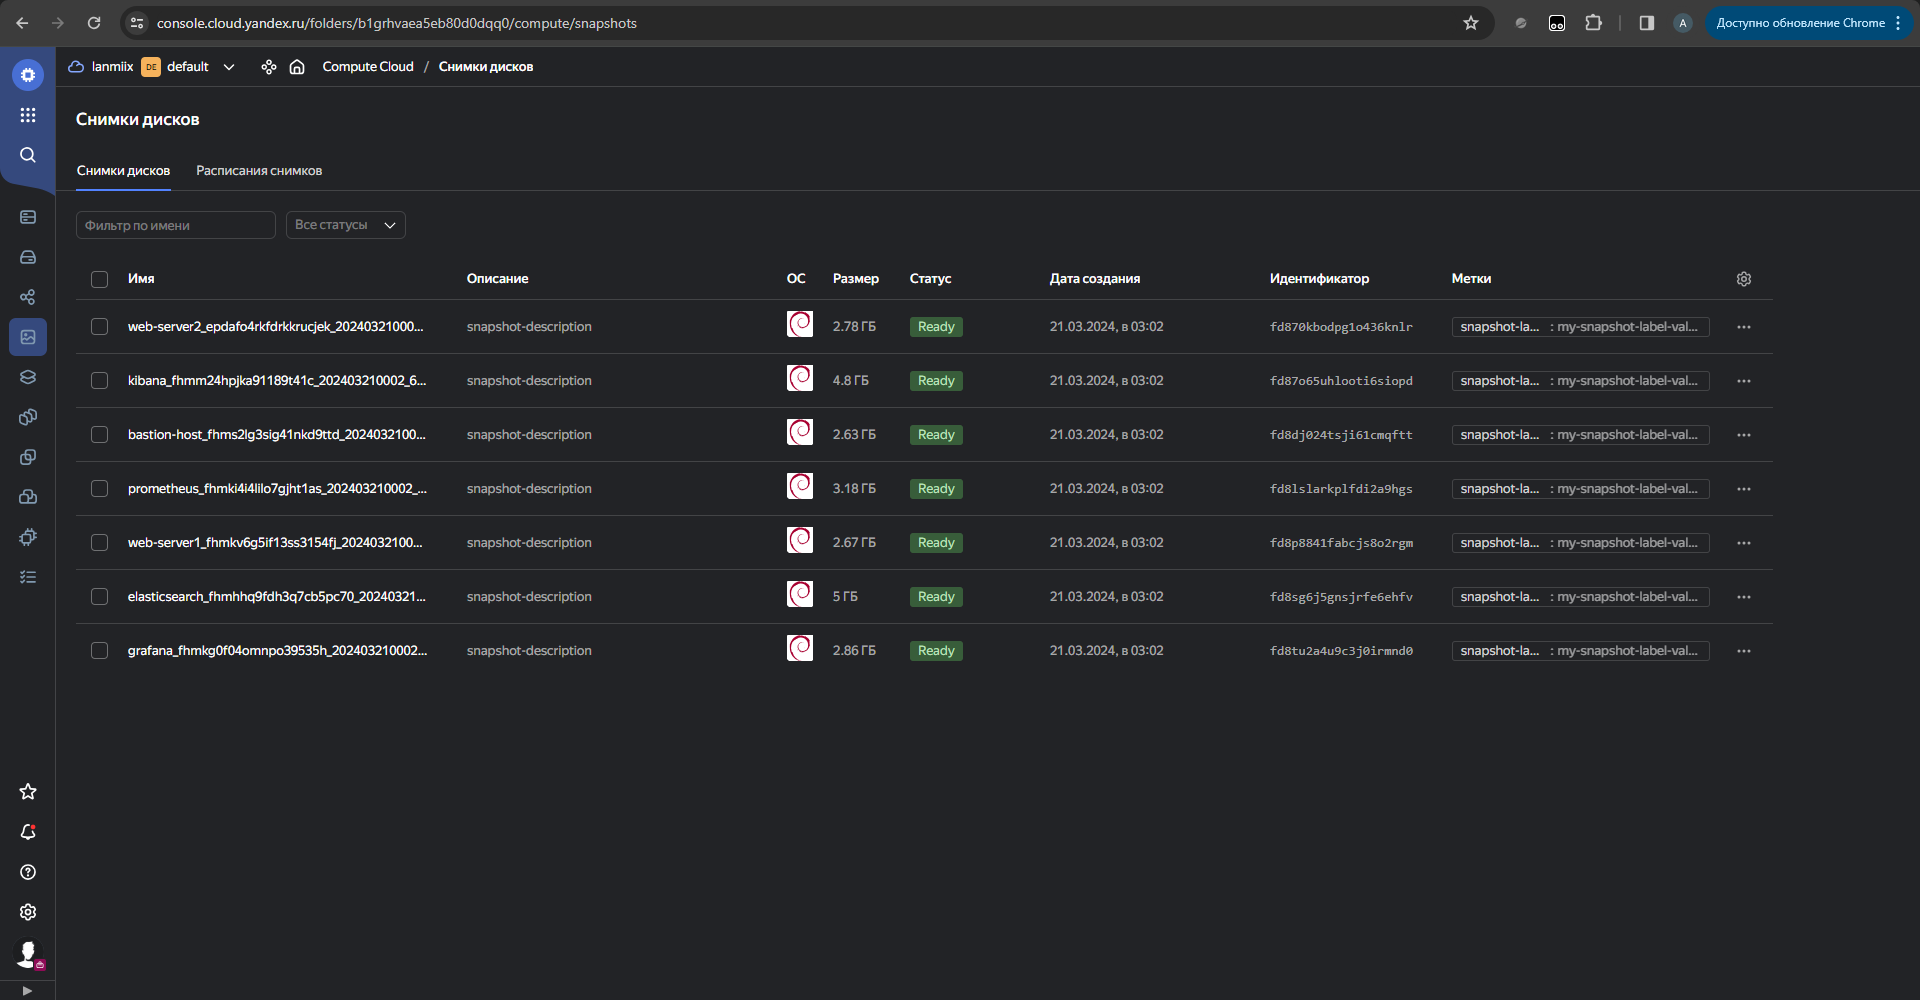 console.cloud.yandex.ru/folders/b1grhvaea5eb80d0dqq0/compute/snapshots
A
Доступно обновление Chrome
lanmiix DE default Compute Cloud / Снимки дисков
Снимки дисков
Снимки дисков Расписания снимков
Фильтр по имени Все статусы
Имя Описание ОС Размер Статус Дата создания Идентификатор Метки
web-server2_epdafo4rkfdrkkrucjek_20240321000... snapshot-description 2.78 ГБ Ready 21.03.2024, в 03:02 fd870kbodpg1o436knlr snapshot-la... : my-snapshot-label-val...
kibana_fhmm24hpjka91189t41c_202403210002_6... snapshot-description 4.8 ГБ Ready 21.03.2024, в 03:02 fd87o65uhlooti6siopd snapshot-la... : my-snapshot-label-val...
bastion-host_fhms2lg3sig41nkd9ttd_2024032100... snapshot-description 2.63 ГБ Ready 21.03.2024, в 03:02 fd8dj024tsji61cmqftt snapshot-la... : my-snapshot-label-val...
prometheus_fhmki4i4lilo7gjht1as_202403210002_... snapshot-description 3.18 ГБ Ready 21.03.2024, в 03:02 fd8lslarkplfdi2a9hgs snapshot-la... : my-snapshot-label-val...
web-server1_fhmkv6g5if13ss3154fj_2024032100... snapshot-description 2.67 ГБ Ready 21.03.2024, в 03:02 fd8p8841fabcjs8o2rgm snapshot-la... : my-snapshot-label-val...
elasticsearch_fhmhhq9fdh3q7cb5pc70_20240321... snapshot-description 5 ГБ Ready 21.03.2024, в 03:02 fd8sg6j5gnsjrfe6ehfv snapshot-la... : my-snapshot-label-val...
grafana_fhmkg0f04omnpo39535h_202403210002... snapshot-description 2.86 ГБ Ready 21.03.2024, в 03:02 fd8tu2a4u9c3j0irmnd0 snapshot-la... : my-snapshot-label-val...